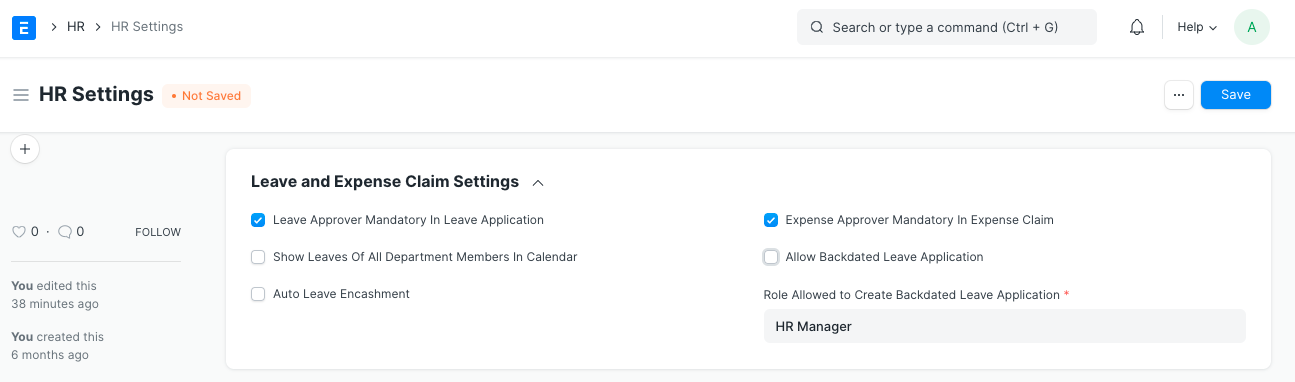 E HR HR Settings Search or type a command (Ctrl + G) Help A
HR Settings • Not Saved ... Save
+
Leave and Expense Claim Settings
Leave Approver Mandatory In Leave Application Expense Approver Mandatory In Expense Claim
0 · 0 FOLLOW
Show Leaves Of All Department Members In Calendar Allow Backdated Leave Application
Auto Leave Encashment Role Allowed to Create Backdated Leave Application *
HR Manager
You edited this
38 minutes ago
You created this
6 months ago